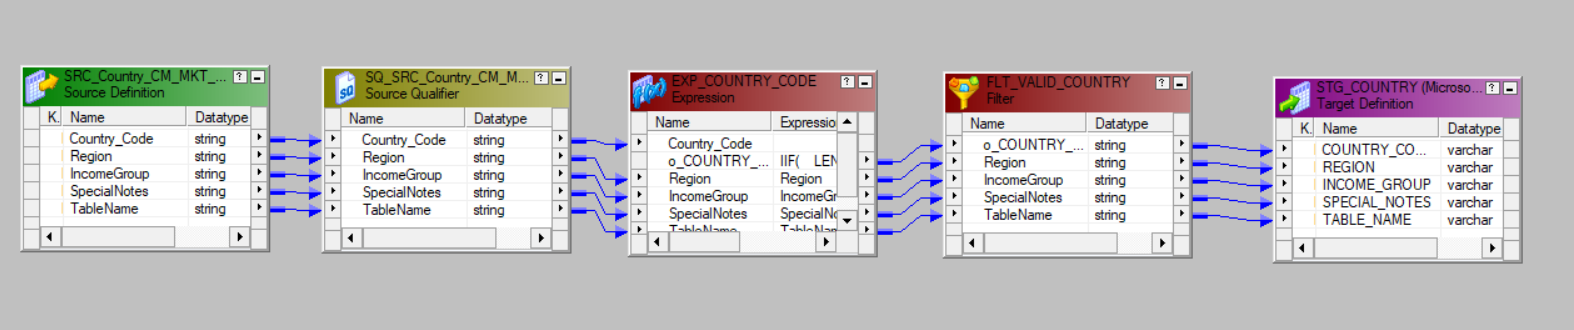 SRC_Country_CM_MKT_...
Source Definition
K. Name Datatype
Country_Code string
Region string
IncomeGroup string
SpecialNotes string
TableName string
SQ_SRC_Country_CM_M...
Source Qualifier
Name Datatype
Country_Code string
Region string
IncomeGroup string
SpecialNotes string
TableName string
EXP_COUNTRY_CODE
Expression
Name Expressio
Country_Code
o_COUNTRY_... IIF( LEN
Region Region
IncomeGroup IncomeGr
SpecialNotes SpecialNo
TableName TableNam
FLT_VALID_COUNTRY
Filter
Name Datatype
o_COUNTRY_... string
Region string
IncomeGroup string
SpecialNotes string
TableName string
STG_COUNTRY (Microso...
Target Definition
K. Name Datatype
COUNTRY_CO... varchar
REGION varchar
INCOME_GROUP varchar
SPECIAL_NOTES varchar
TABLE_NAME varchar